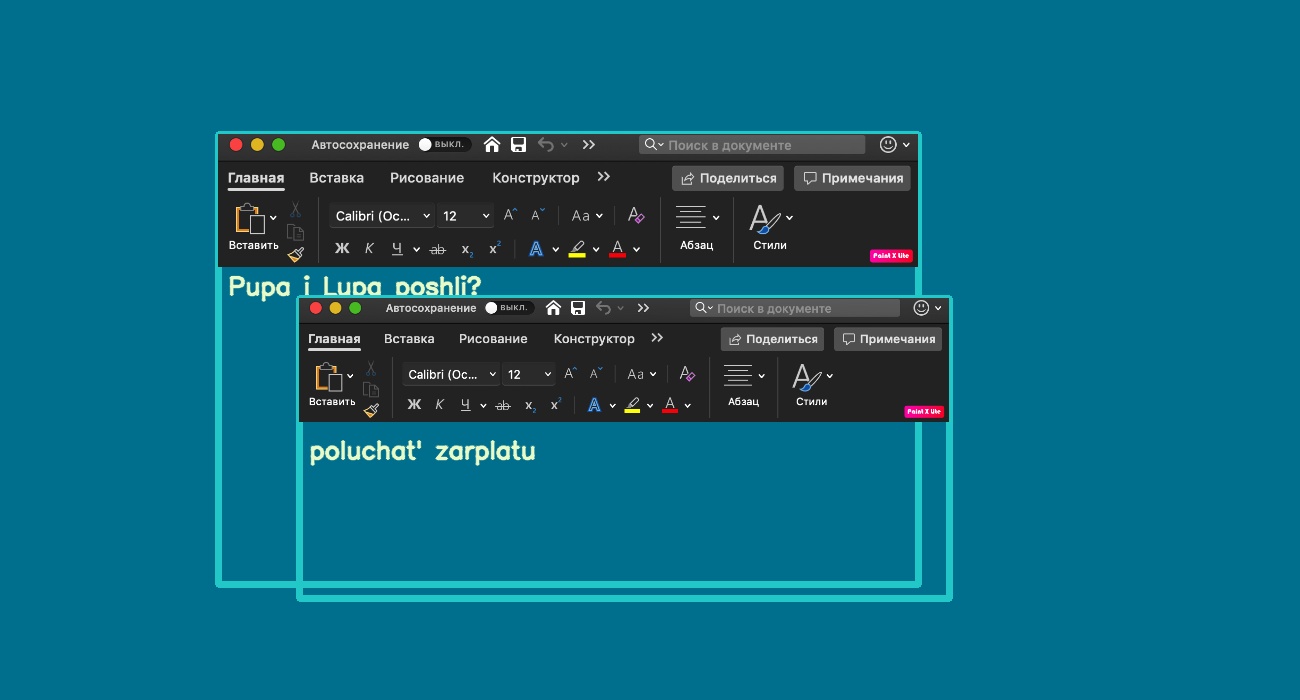 Автосохранение выкл. Поиск в документе
Главная Вставка Рисование Конструктор Поделиться Примечания
Calibri (Ос... 12 Aa
Вставить Ж К Ч ab x₂ x² A A Абзац Стили
Paint X Lite
Pupa i Lupa poshli?
Автосохранение выкл. Поиск в документе
Главная Вставка Рисование Конструктор Поделиться Примечания
Calibri (Ос... 12 Aa
Вставить Ж К Ч ab x₂ x² A A Абзац Стили
Paint X Lite
poluchat' zarplatu